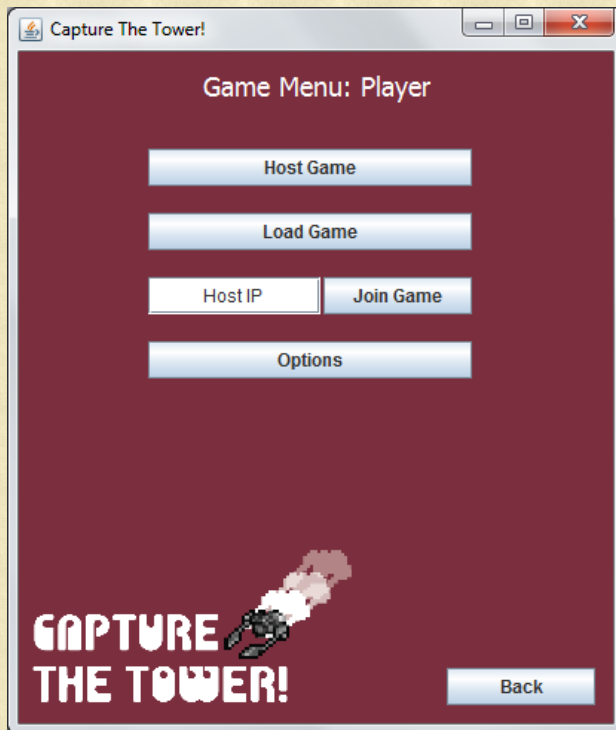 Capture The Tower!
Game Menu: Player
Host Game
Load Game
Host IP Join Game
Options
CAPTURE
THE TOWER!
Back